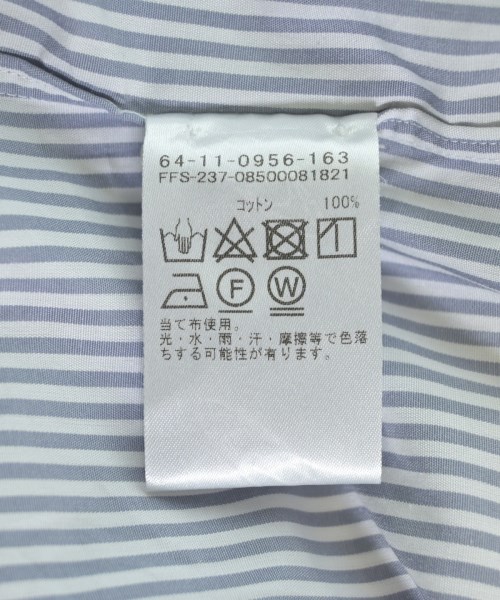 64-11-0956-163
FFS-237-08500081821
コットン 100%
F W
当て布使用。
光・水・雨・汗・摩擦等で色落
ちする可能性が有ります。